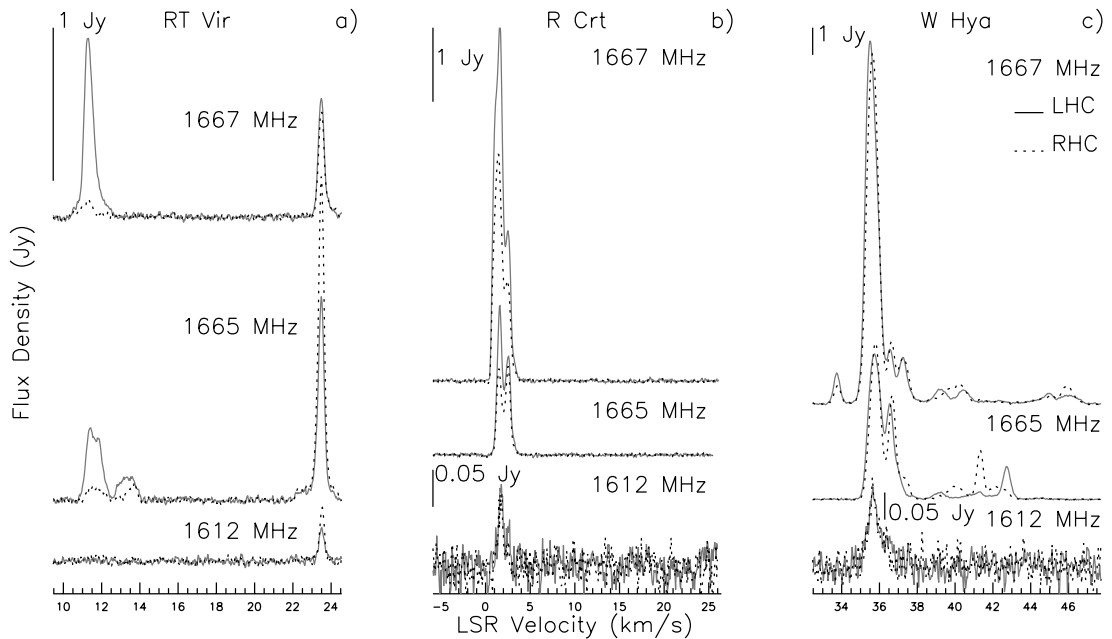 1 Jy RT Vir a)
1667 MHz
1665 MHz
1612 MHz
10 12 14 16 18 20 22 24
Flux Density (Jy)
R Crt b)
1 Jy 1667 MHz
1665 MHz
0.05 Jy
1612 MHz
-5 0 5 10 15 20 25
LSR Velocity (km/s)
W Hya c)
1 Jy
1667 MHz
LHC
RHC
1665 MHz
0.05 Jy 1612 MHz
34 36 38 40 42 44 46